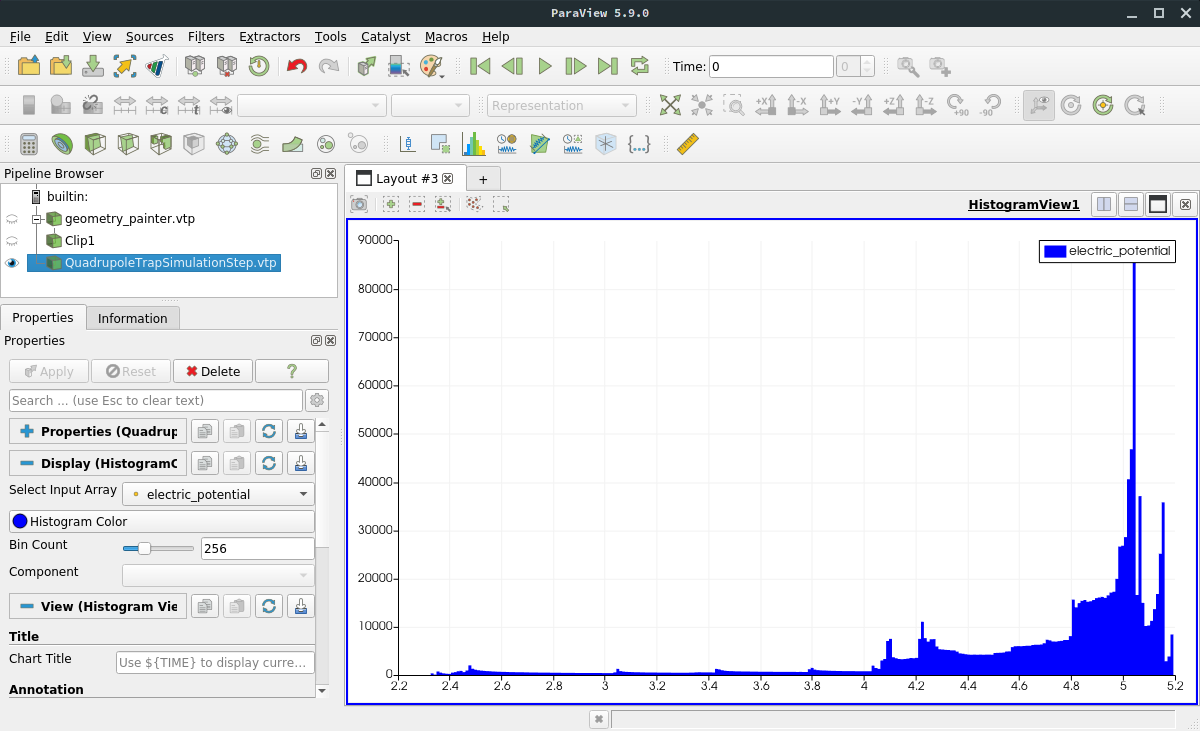 ParaView 5.9.0
File Edit View Sources Filters Extractors Tools Catalyst Macros Help
Time: 0 0
Representation
+X -X +Y -Y +Z -Z +90 -90
Pipeline Browser
builtin:
geometry_painter.vtp
Clip1
QuadrupoleTrapSimulationStep.vtp
Properties Information
Properties
Apply Reset Delete ?
Search ... (use Esc to clear text)
Properties (Quadrup
Display (HistogramC
Select Input Array electric_potential
Histogram Color
Bin Count 256
Component
View (Histogram Vie
Title
Chart Title Use ${TIME} to display curre...
Annotation
Layout #3 +
HistogramView1
electric_potential
90000
80000
70000
60000
50000
40000
30000
20000
10000
0
2.2 2.4 2.6 2.8 3 3.2 3.4 3.6 3.8 4 4.2 4.4 4.6 4.8 5 5.2